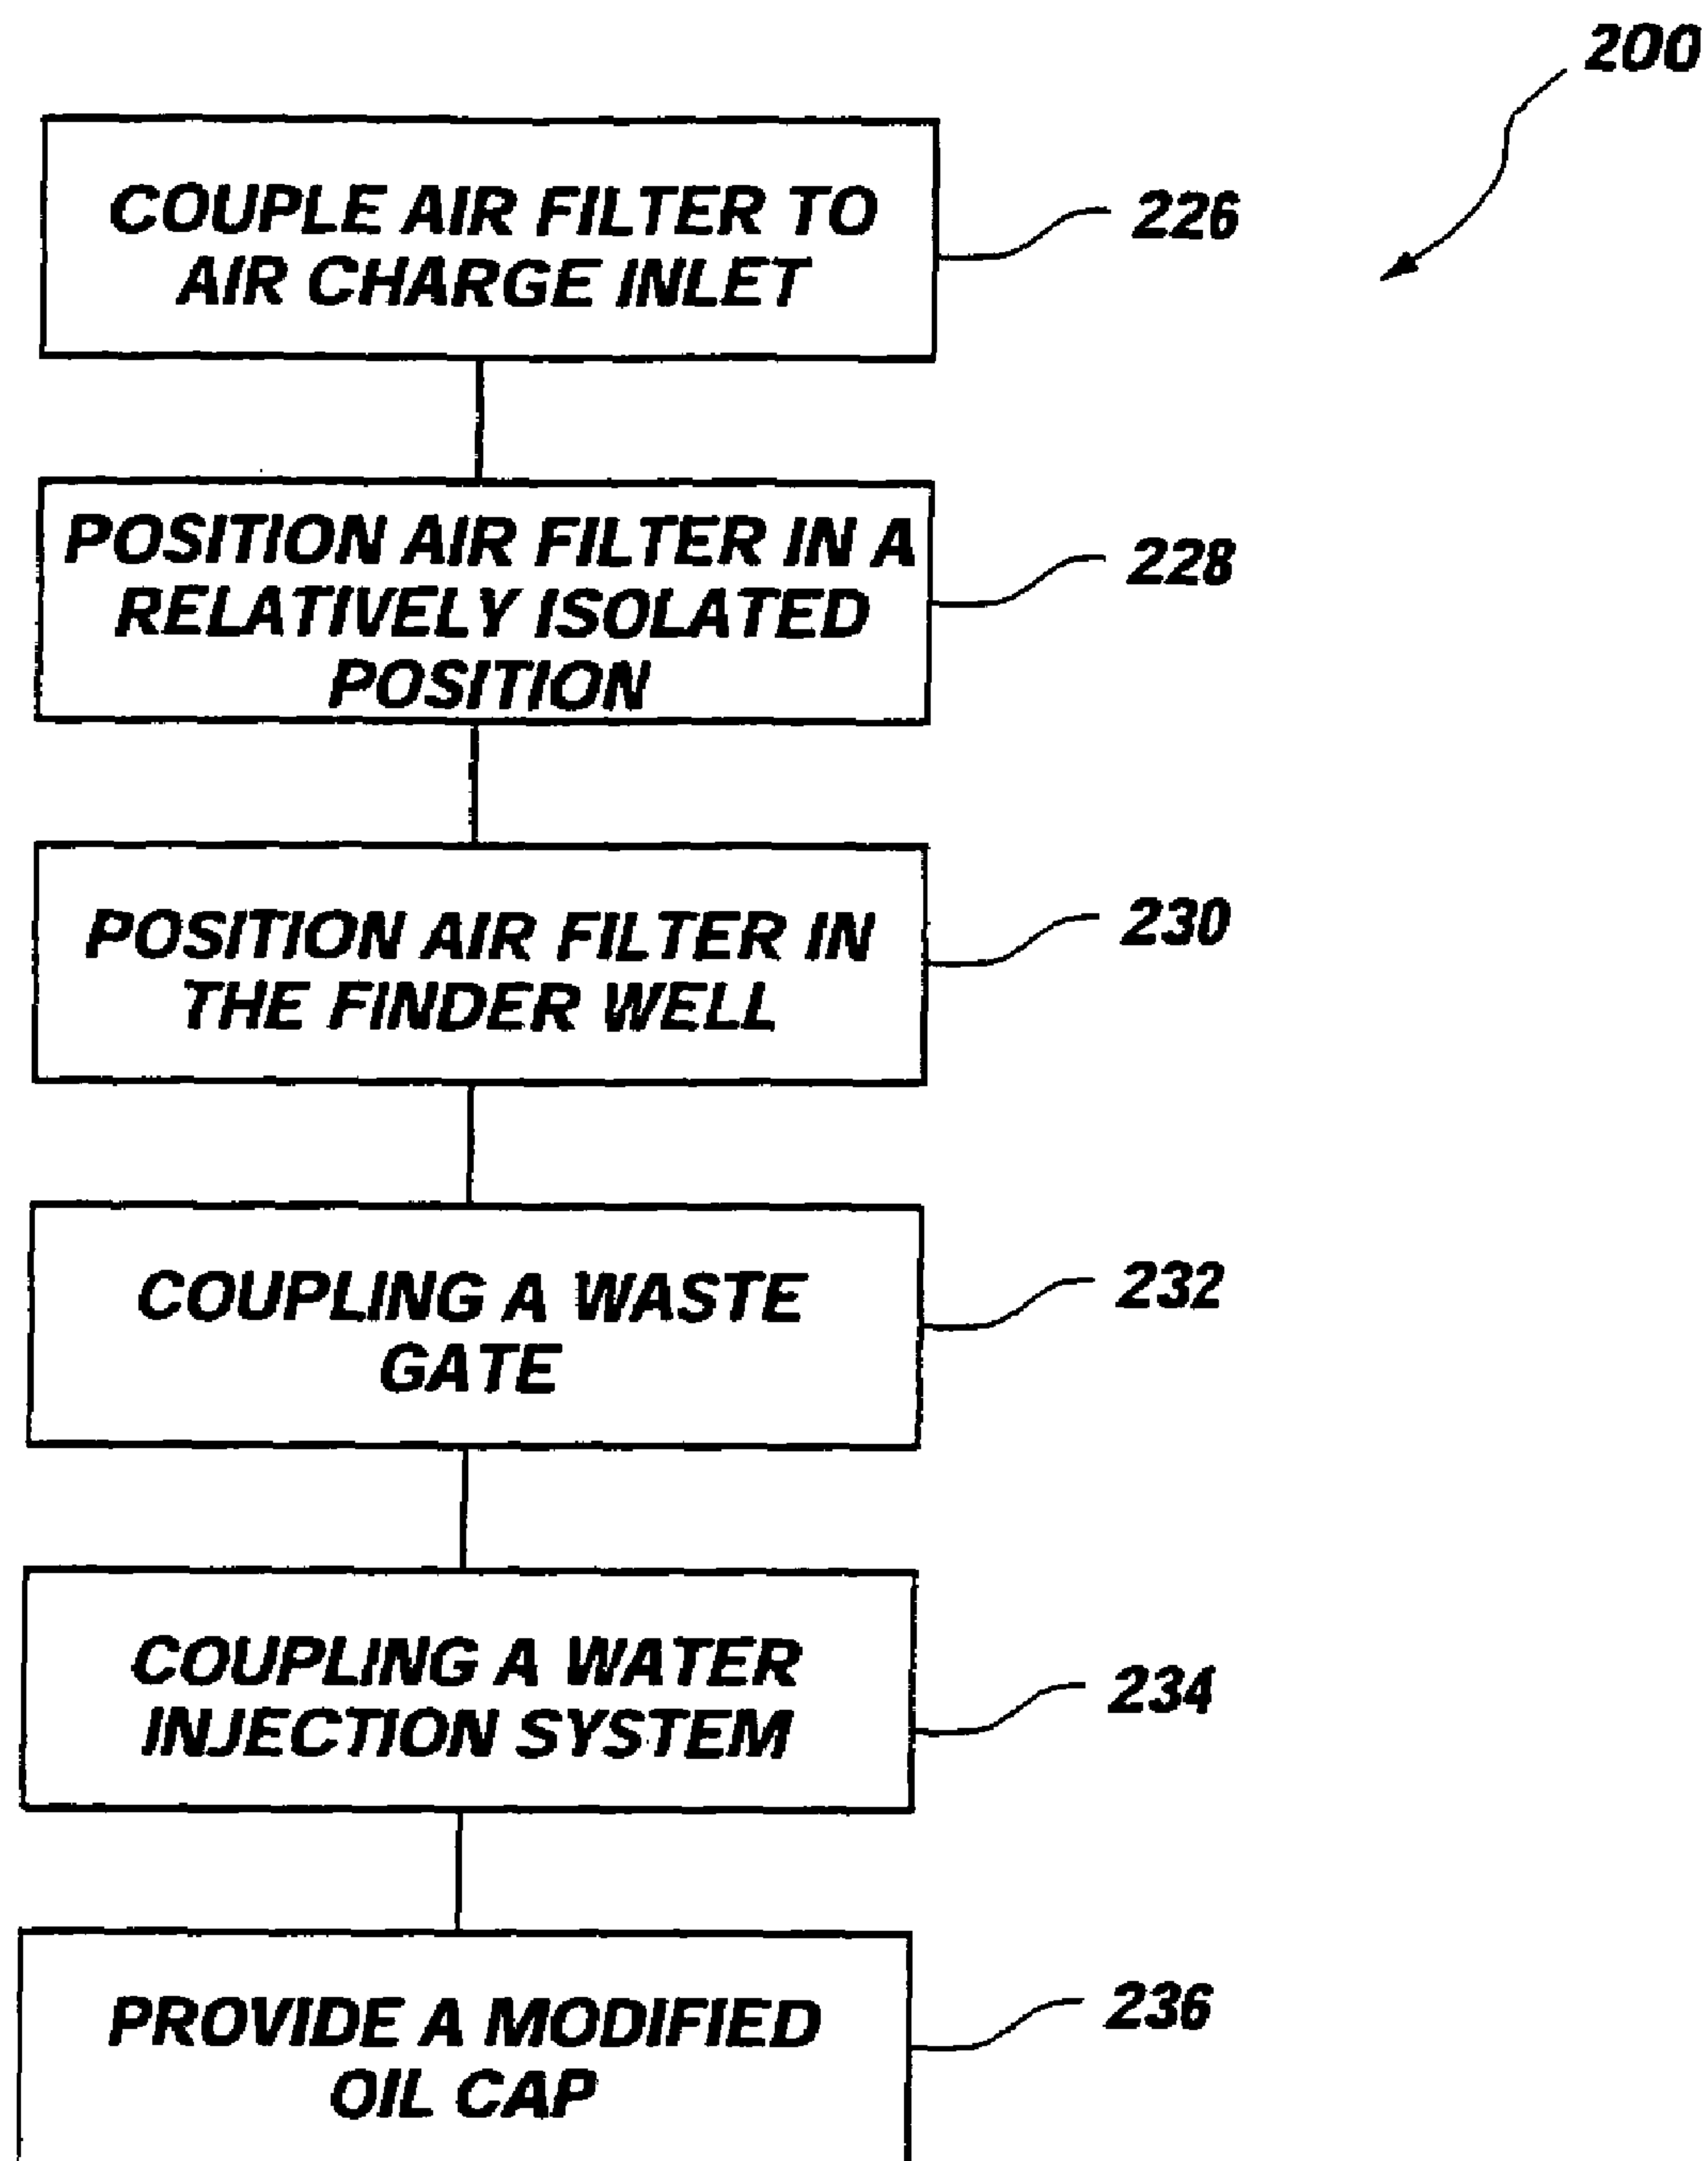 200
COUPLE AIR FILTER TO
AIR CHARGE INLET
226
POSITION AIR FILTER IN A
RELATIVELY ISOLATED
POSITION
228
POSITION AIR FILTER IN
THE FINDER WELL
230
COUPLING A WASTE
GATE
232
COUPLING A WATER
INJECTION SYSTEM
234
PROVIDE A MODIFIED
OIL CAP
236